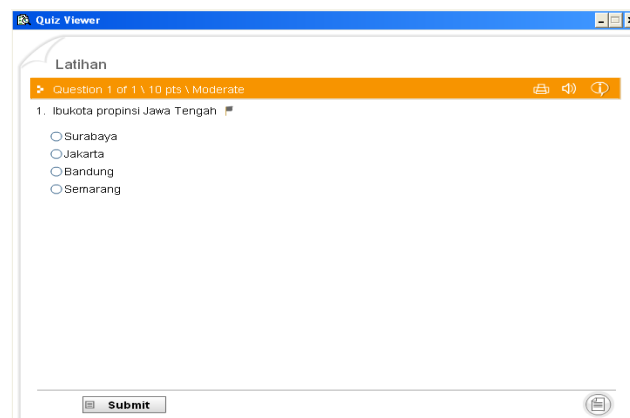 Quiz Viewer
Latihan
Question 1 of 1 \ 10 pts \ Moderate
1. Ibukota propinsi Jawa Tengah
Surabaya
Jakarta
Bandung
Semarang
Submit